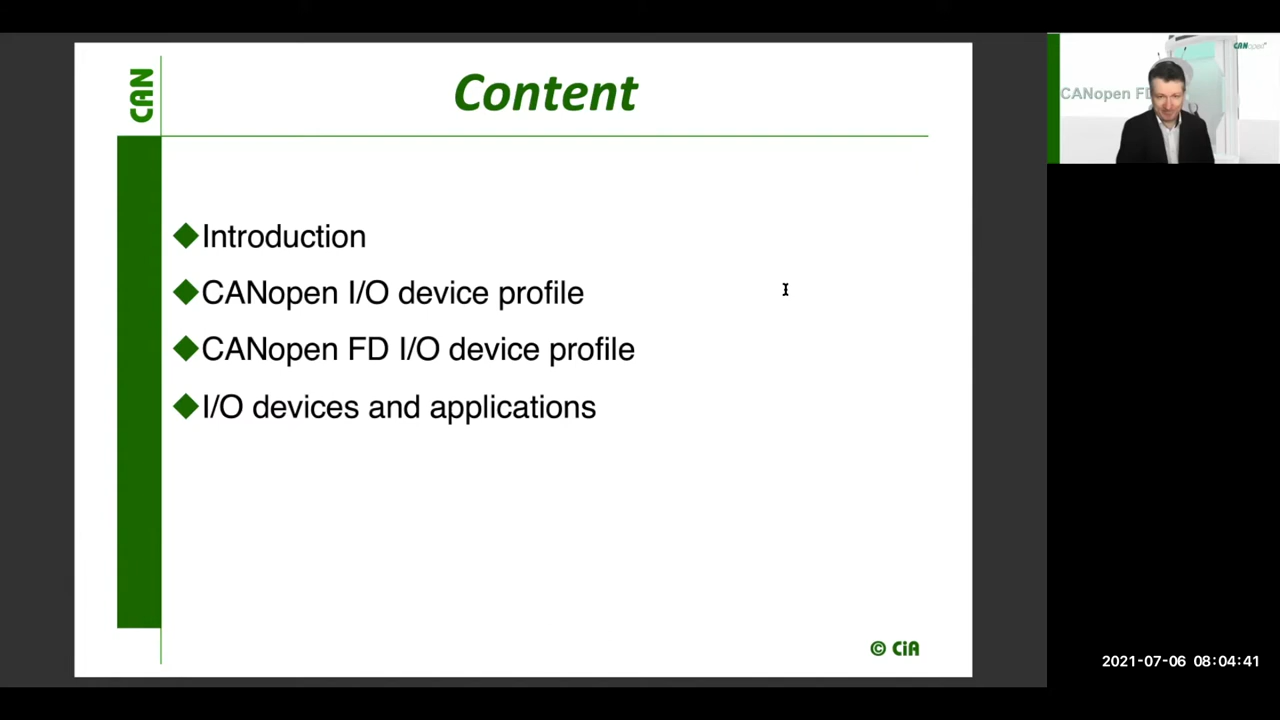 CAN
Content
Introduction
CANopen I/O device profile
CANopen FD I/O device profile
I/O devices and applications
© CiA
CANopen
CANopen FD
2021-07-06 08:04:41